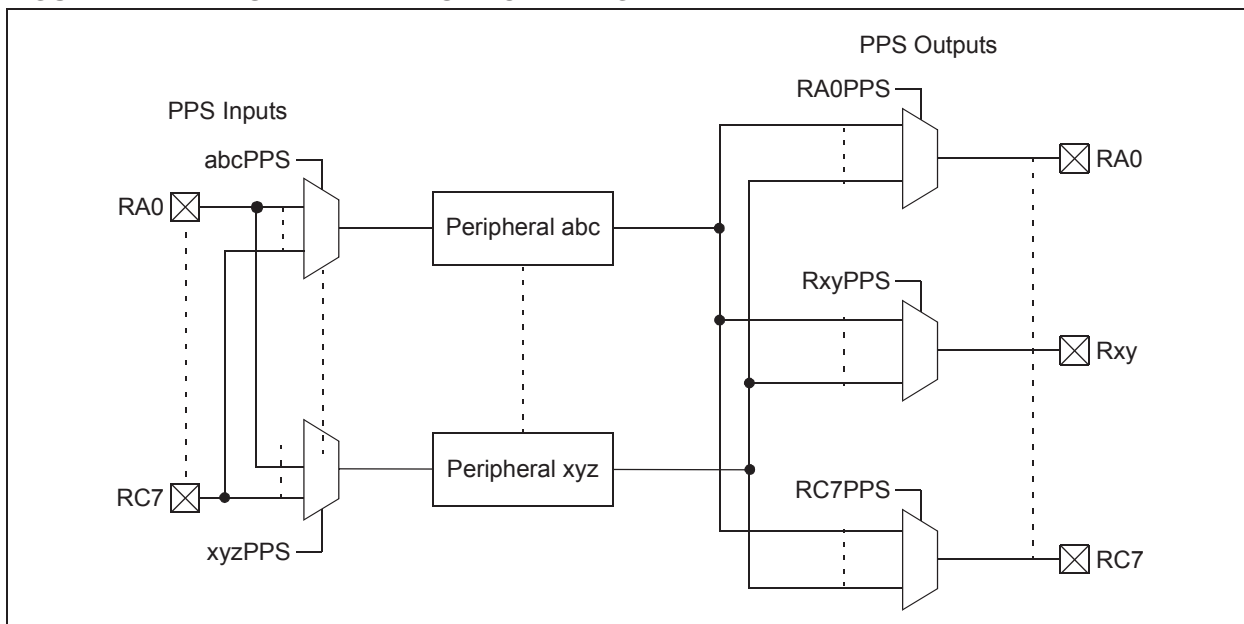 PPS Outputs
RA0PPS
PPS Inputs
abcPPS
RA0
RA0
Peripheral abc
RxyPPS
Rxy
Peripheral xyz
RC7PPS
RC7
xyzPPS
RC7